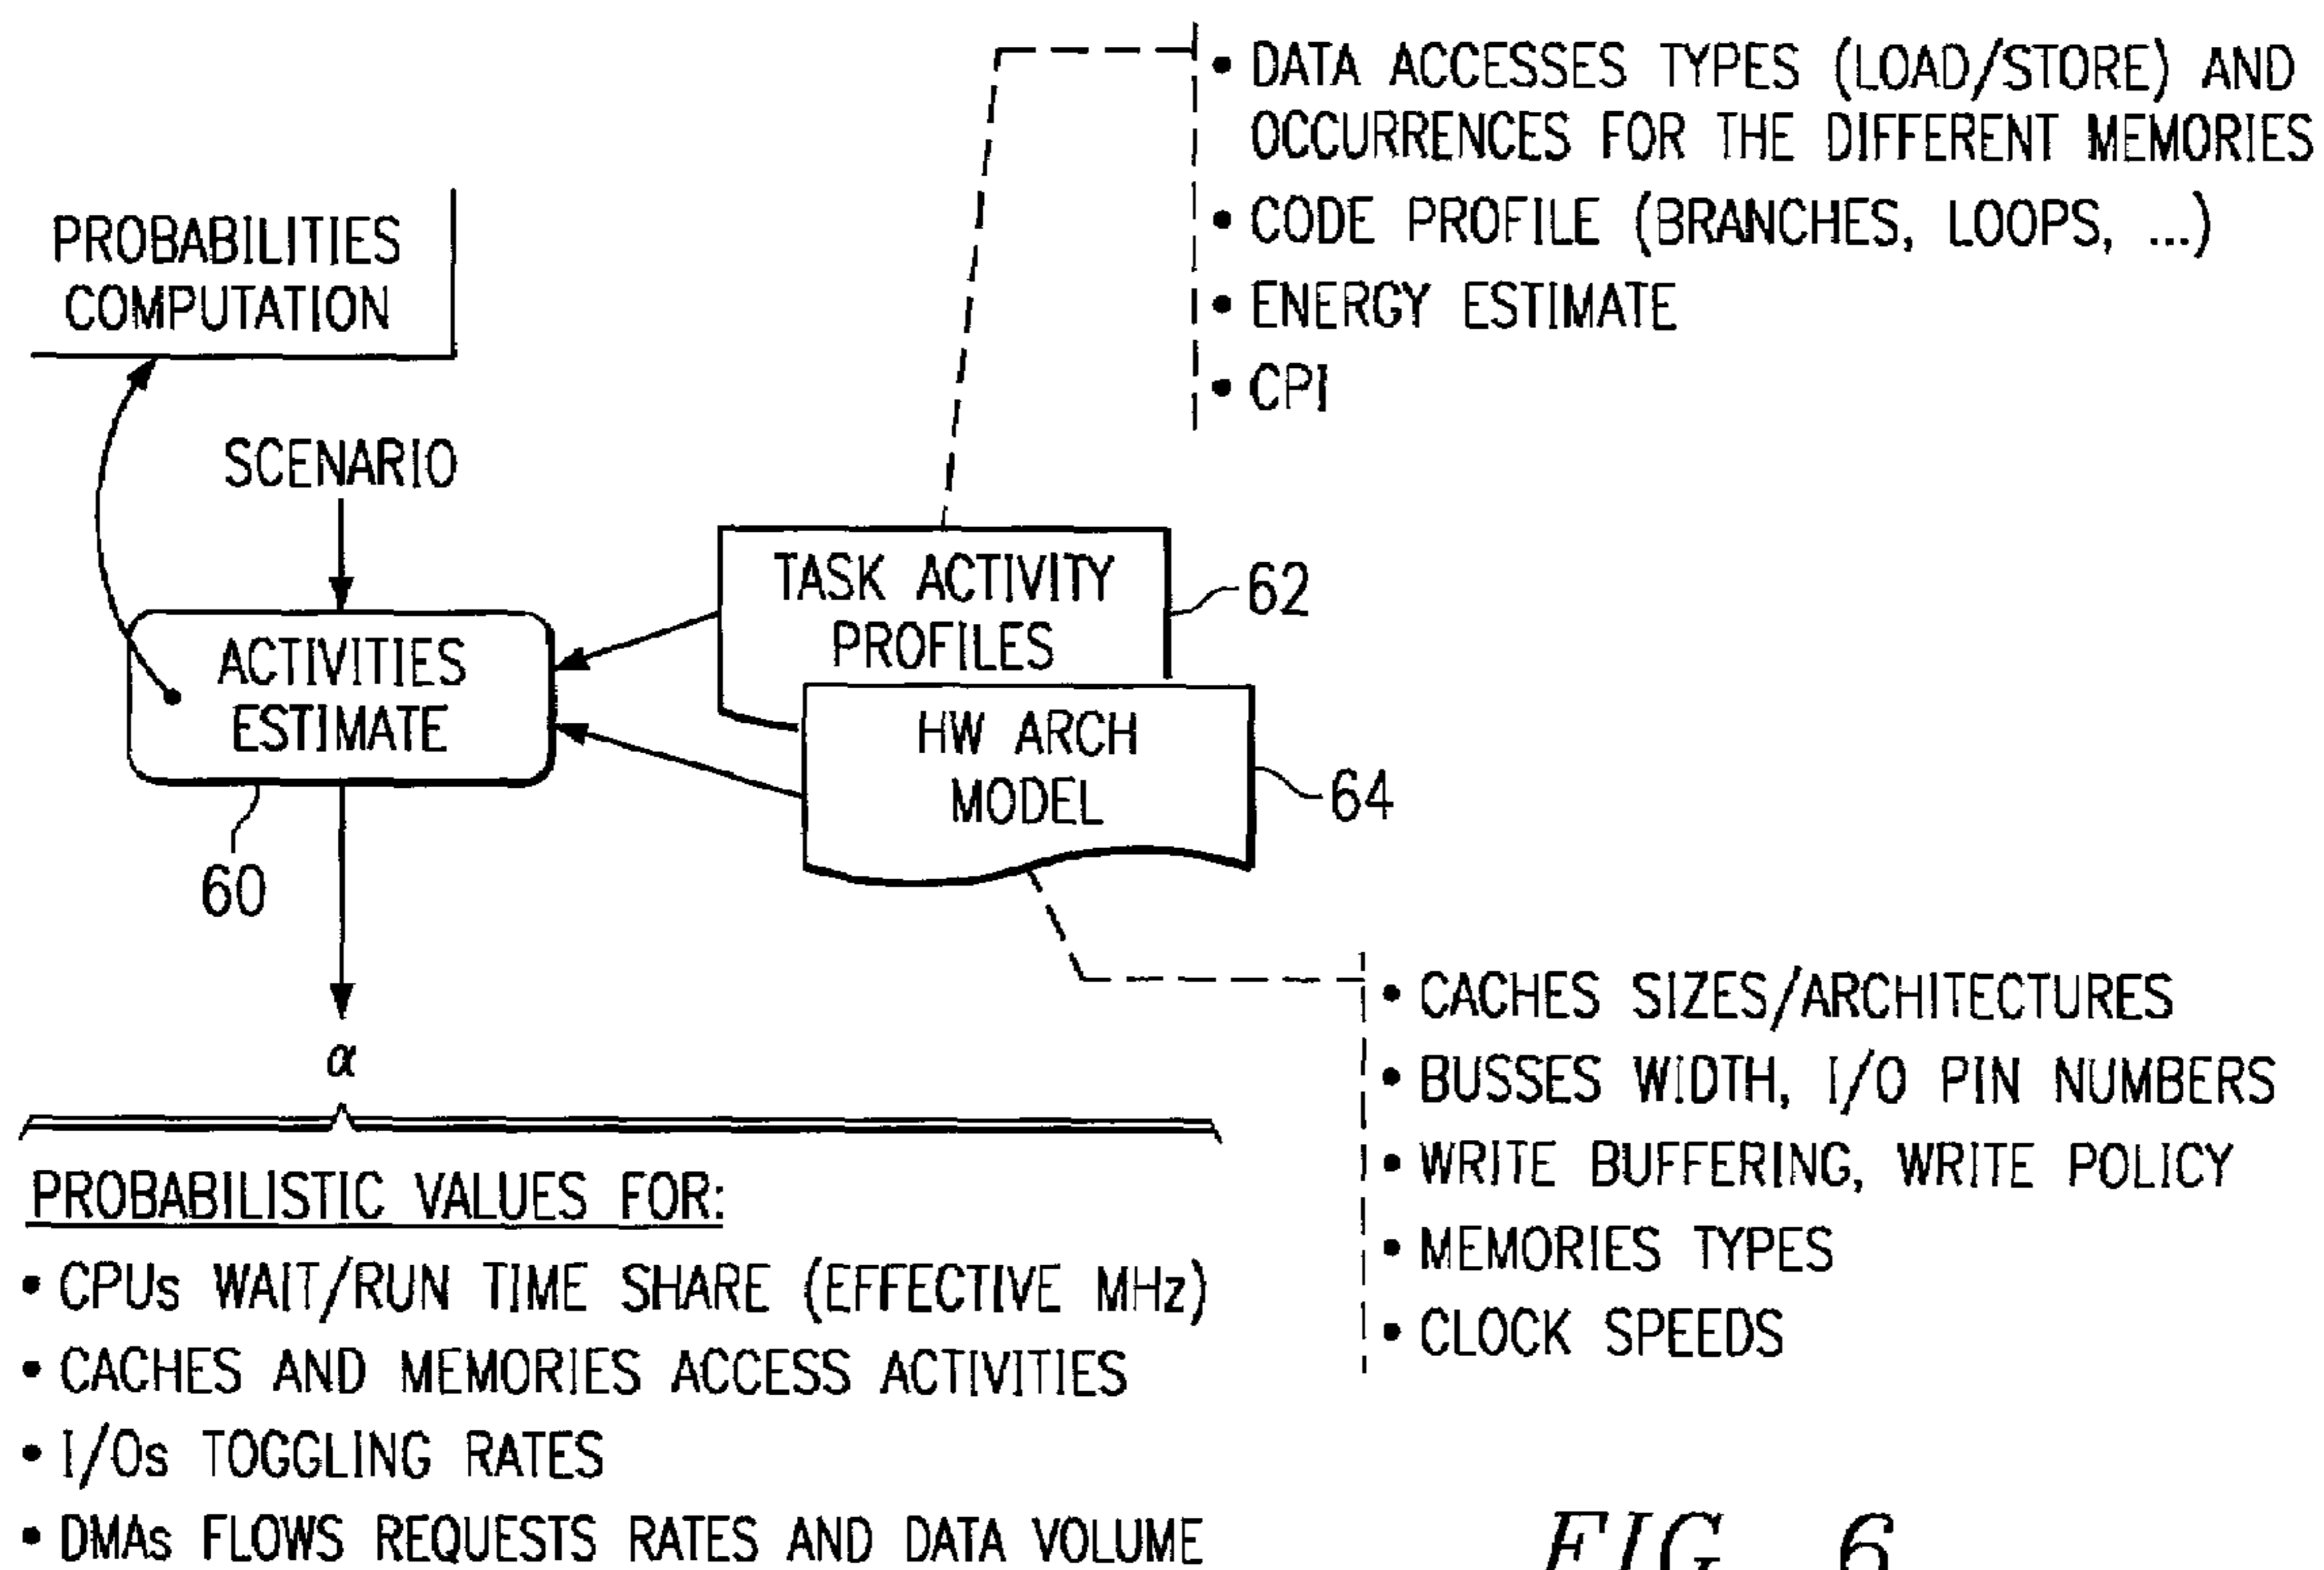 • DATA ACCESSES TYPES (LOAD/STORE) AND
OCCURRENCES FOR THE DIFFERENT MEMORIES
• CODE PROFILE (BRANCHES, LOOPS, ...)
• ENERGY ESTIMATE
• CPI
PROBABILITIES
COMPUTATION
SCENARIO
TASK ACTIVITY
PROFILES
62
ACTIVITIES
ESTIMATE
HW ARCH
MODEL
64
60
α
• CACHES SIZES/ARCHITECTURES
• BUSSES WIDTH, I/O PIN NUMBERS
• WRITE BUFFERING, WRITE POLICY
• MEMORIES TYPES
• CLOCK SPEEDS
PROBABILISTIC VALUES FOR:
• CPUs WAIT/RUN TIME SHARE (EFFECTIVE MHz)
• CACHES AND MEMORIES ACCESS ACTIVITIES
• I/Os TOGGLING RATES
• DMAs FLOWS REQUESTS RATES AND DATA VOLUME
FIG. 6